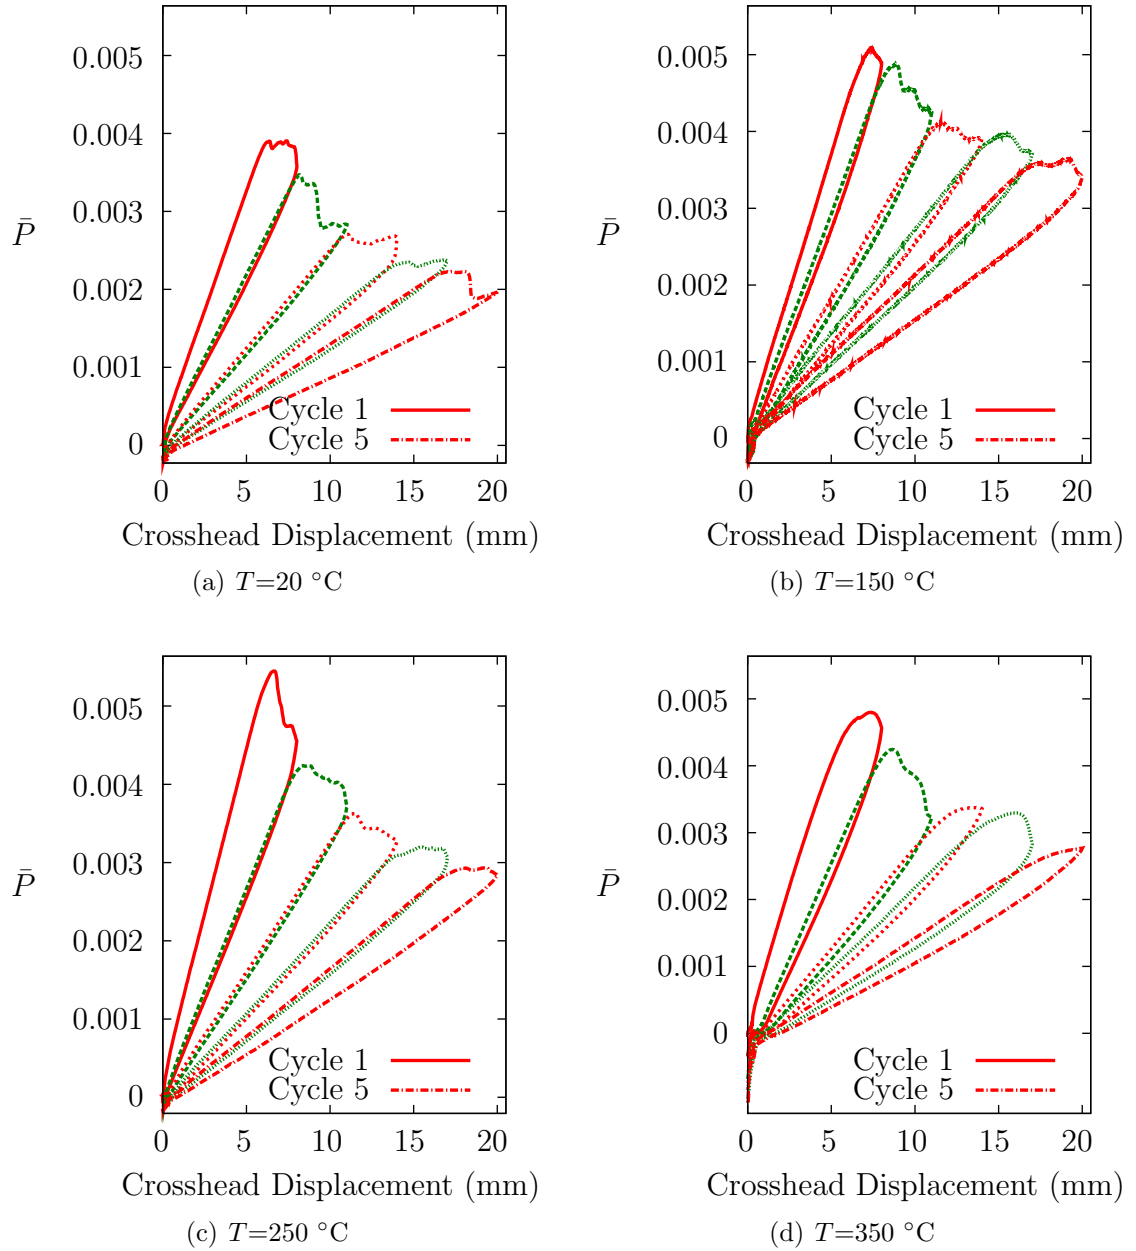 0.005
0.004
0.003
P̄
0.002
0.001
0
Cycle 1
Cycle 5
0 5 10 15 20
Crosshead Displacement (mm)
(a) T=20 °C
0.005
0.004
0.003
P̄
0.002
0.001
0
Cycle 1
Cycle 5
0 5 10 15 20
Crosshead Displacement (mm)
(b) T=150 °C
0.005
0.004
0.003
P̄
0.002
0.001
0
Cycle 1
Cycle 5
0 5 10 15 20
Crosshead Displacement (mm)
(c) T=250 °C
0.005
0.004
0.003
P̄
0.002
0.001
0
Cycle 1
Cycle 5
0 5 10 15 20
Crosshead Displacement (mm)
(d) T=350 °C